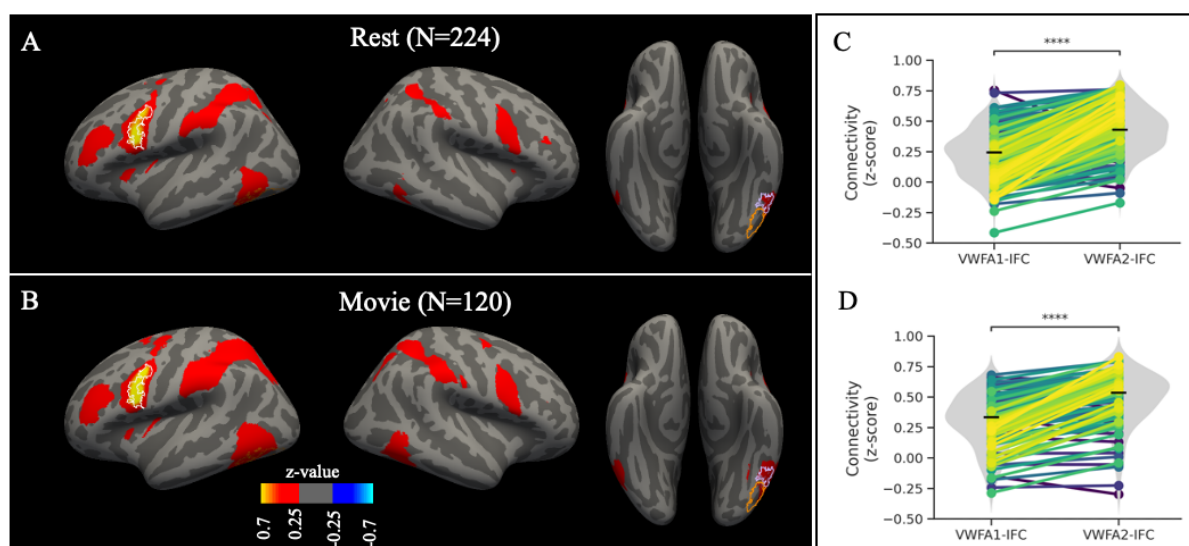 A
Rest (N=224)
B
Movie (N=120)
z-value
0.7
0.25
-0.25
-0.7
C
****
Connectivity
(z-score)
1.00
0.75
0.50
0.25
0.00
−0.25
−0.50
VWFA1-IFC
VWFA2-IFC
D
****
Connectivity
(z-score)
1.00
0.75
0.50
0.25
0.00
−0.25
−0.50
VWFA1-IFC
VWFA2-IFC